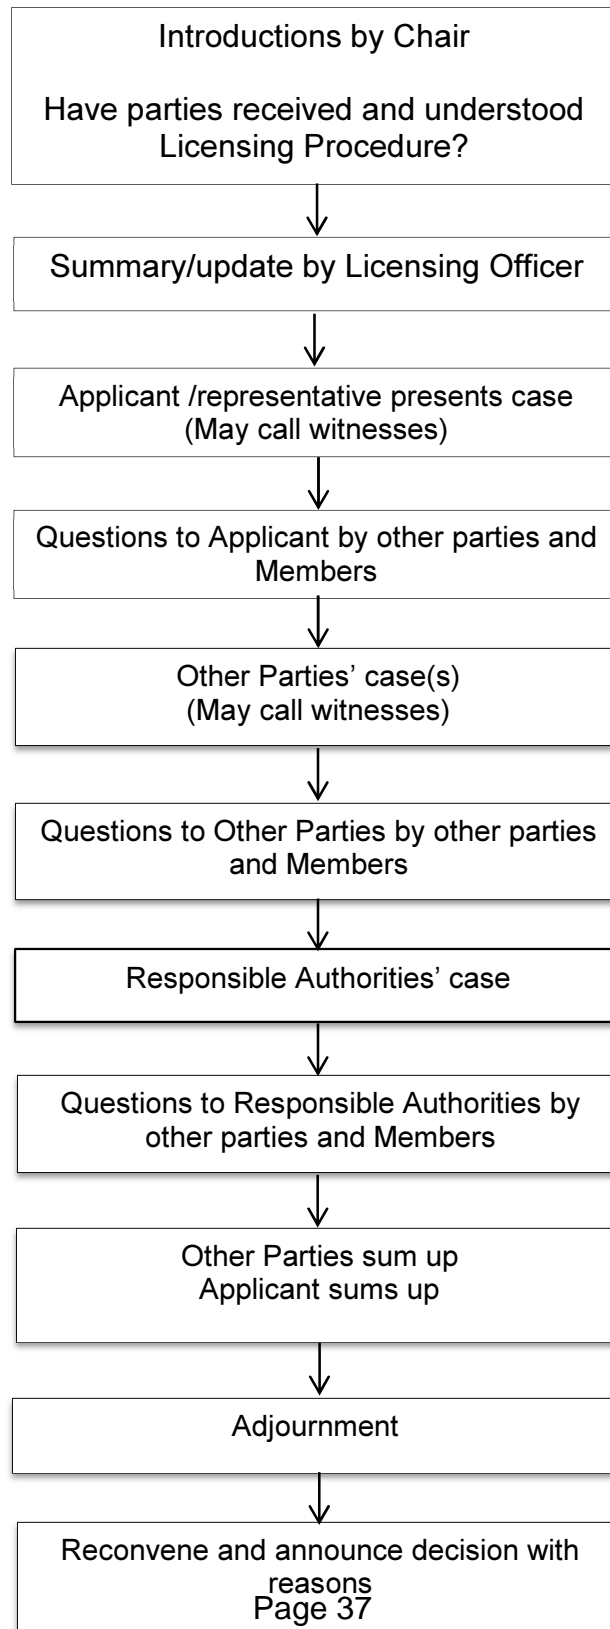 Introductions by Chair
Have parties received and understood
Licensing Procedure?
Summary/update by Licensing Officer
Applicant /representative presents case
(May call witnesses)
Questions to Applicant by other parties and
Members
Other Parties’ case(s)
(May call witnesses)
Questions to Other Parties by other parties
and Members
Responsible Authorities’ case
Questions to Responsible Authorities by
other parties and Members
Other Parties sum up
Applicant sums up
Adjournment
Reconvene and announce decision with
reasons
Page 37